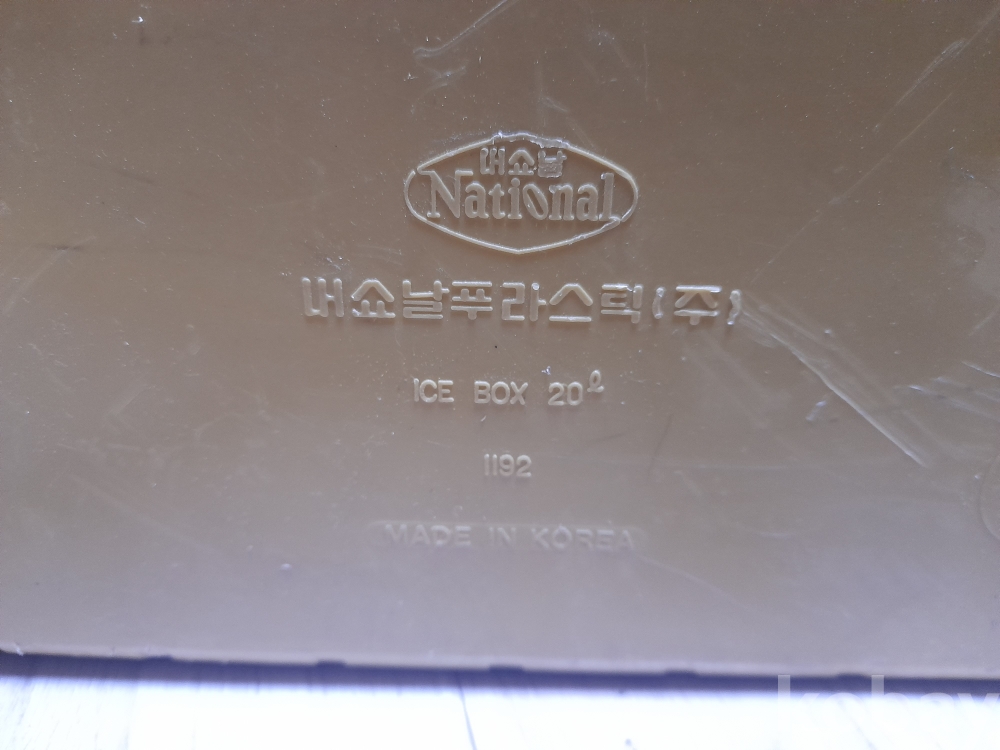 내쇼날
National
내쇼날푸라스틱(주)
ICE BOX 20ℓ
1192
MADE IN KOREA